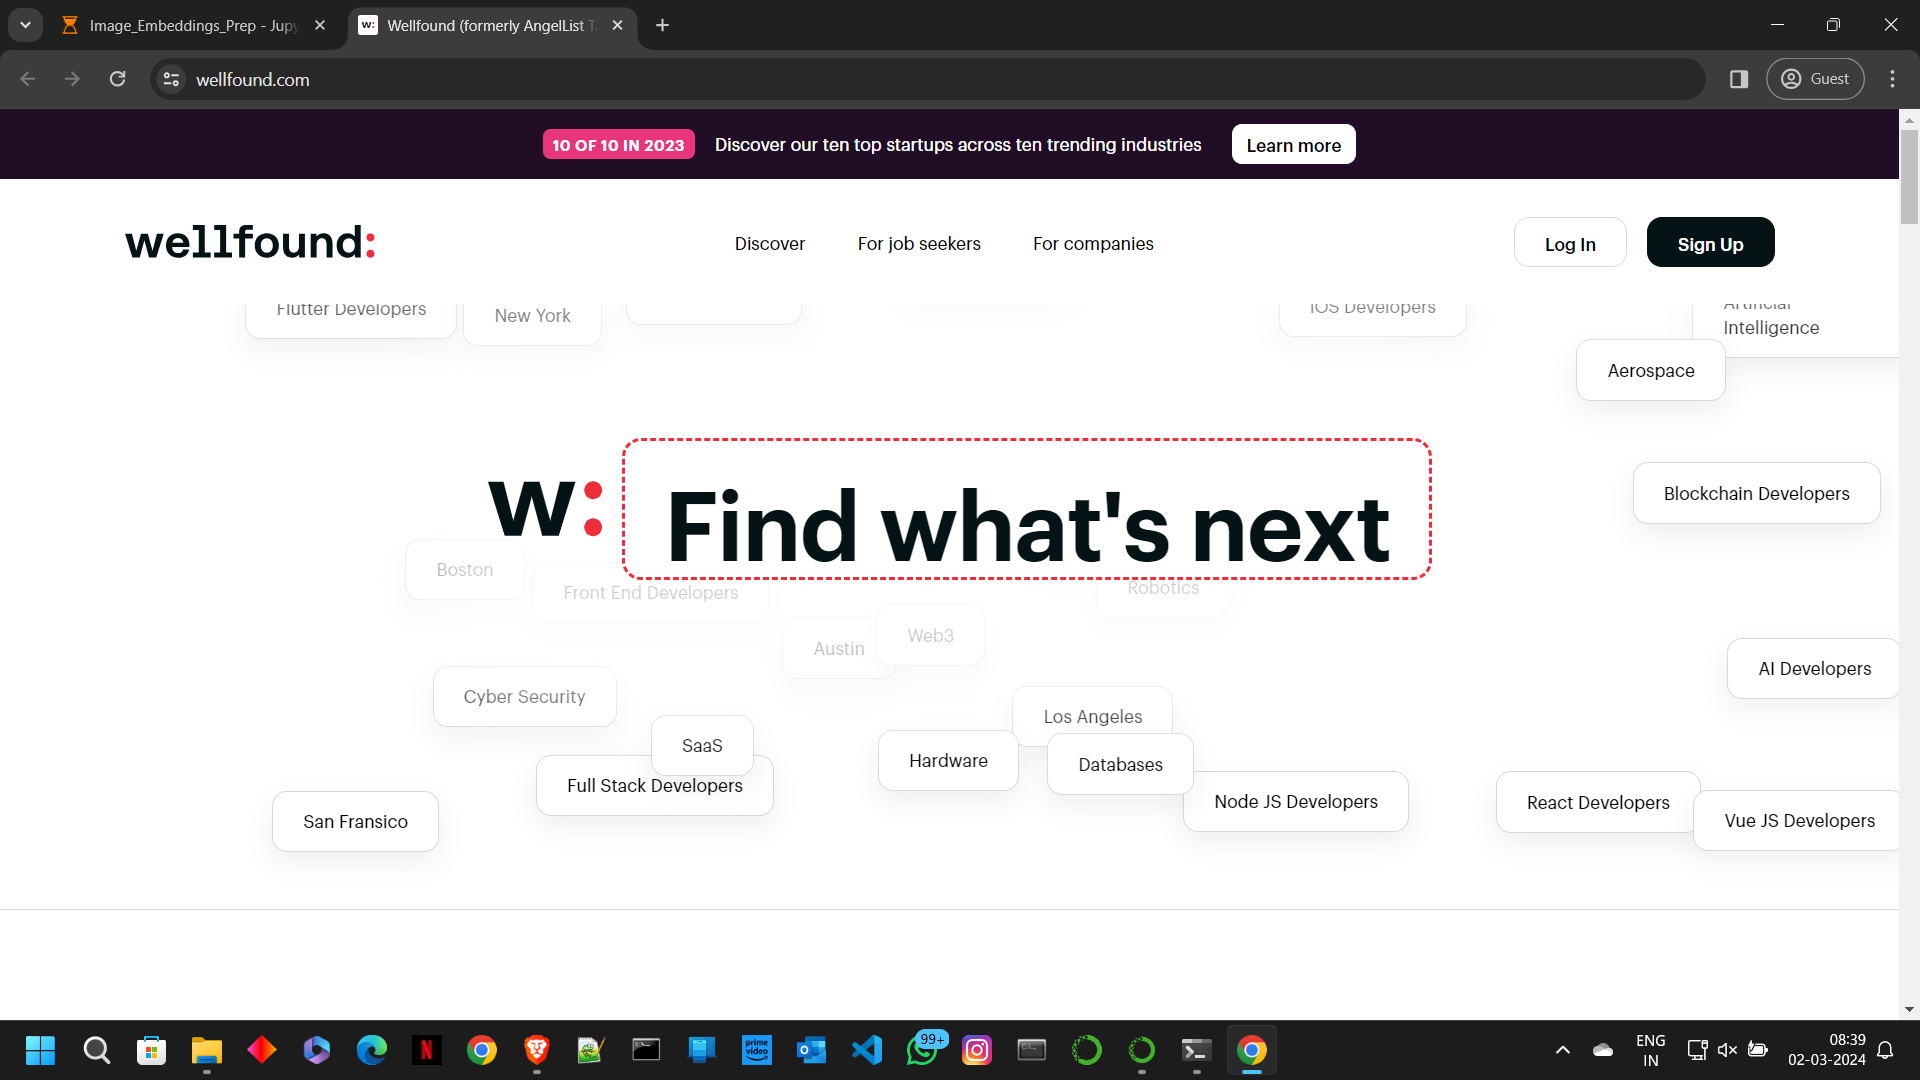 Image_Embeddings_Prep - Jupy
Wellfound (formerly AngelList T
wellfound.com
Guest
10 OF 10 IN 2023
Discover our ten top startups across ten trending industries
Learn more
wellfound:
Discover
For job seekers
For companies
Log In
Sign Up
Flutter Developers
New York
iOS Developers
Artificial
Intelligence
Aerospace
w: Find what's next
Blockchain Developers
Boston
Front End Developers
Robotics
Austin
Web3
AI Developers
Cyber Security
Los Angeles
SaaS
Hardware
Databases
Full Stack Developers
Node JS Developers
React Developers
San Fransico
Vue JS Developers
prime video
99+
ENG
IN
08:39
02-03-2024